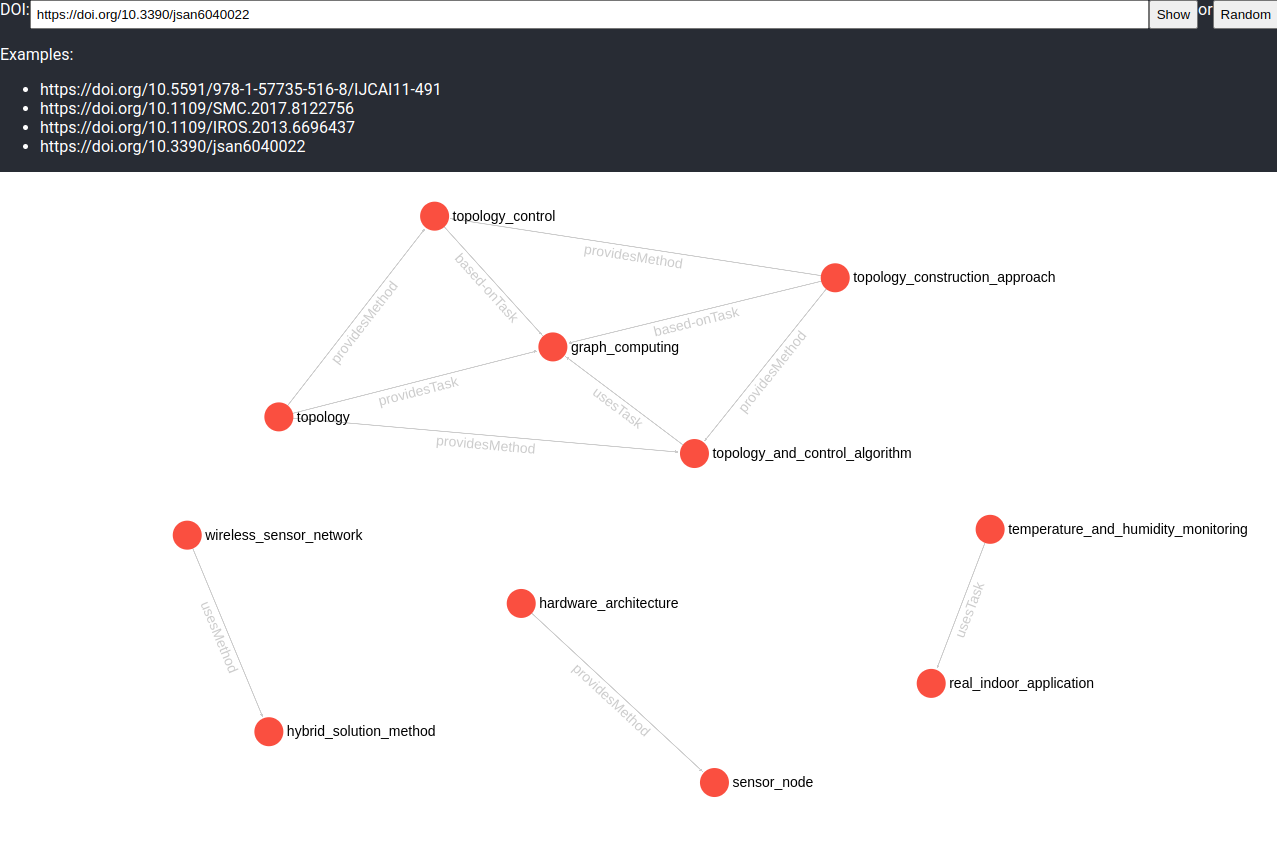 DOI: https://doi.org/10.3390/jsan6040022 Show or Random
Examples:
• https://doi.org/10.5591/978-1-57735-516-8/IJCAI11-491
• https://doi.org/10.1109/SMC.2017.8122756
• https://doi.org/10.1109/IROS.2013.6696437
• https://doi.org/10.3390/jsan6040022
topology_control
providesMethod
topology_construction_approach
based-onTask
based-onTask
providesMethod
graph_computing
providesMethod
providesTask
usesTask
topology
providesMethod
topology_and_control_algorithm
wireless_sensor_network
temperature_and_humidity_monitoring
hardware_architecture
usesMethod
usesTask
providesMethod
real_indoor_application
hybrid_solution_method
sensor_node